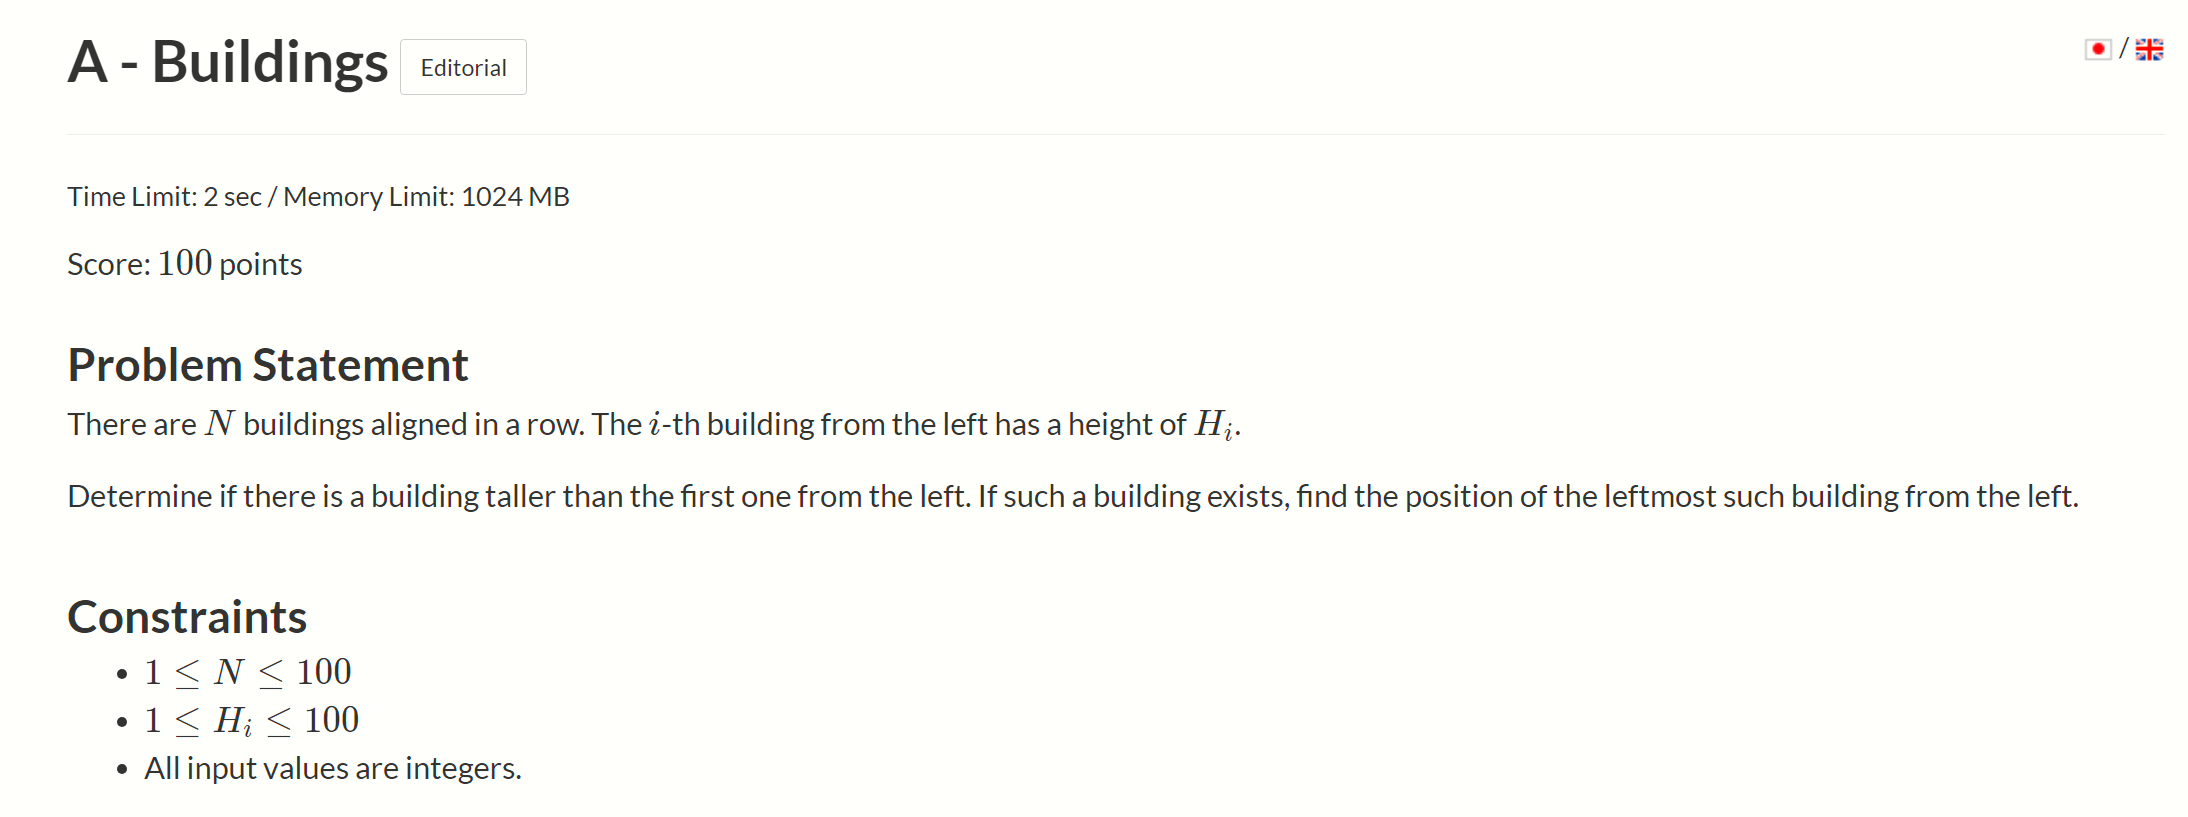 A - Buildings Editorial
/
Time Limit: 2 sec / Memory Limit: 1024 MB
Score: 100 points
Problem Statement
There are N buildings aligned in a row. The i-th building from the left has a height of H_i.
Determine if there is a building taller than the first one from the left. If such a building exists, find the position of the leftmost such building from the left.
Constraints
• 1 ≤ N ≤ 100
• 1 ≤ H_i ≤ 100
• All input values are integers.